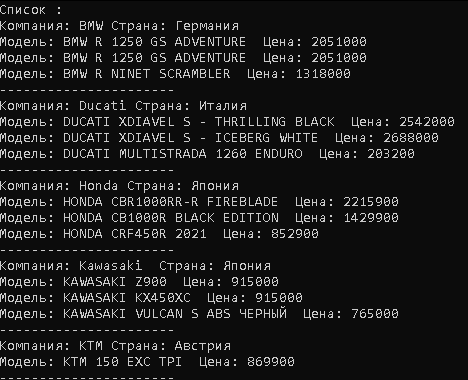 Список :
Компания: BMW Страна: Германия
Модель: BMW R 1250 GS ADVENTURE  Цена: 2051000
Модель: BMW R 1250 GS ADVENTURE  Цена: 2051000
Модель: BMW R NINET SCRAMBLER  Цена: 1318000
----------------------
Компания: Ducati Страна: Италия
Модель: DUCATI XDIAVEL S - THRILLING BLACK  Цена: 2542000
Модель: DUCATI XDIAVEL S - ICEBERG WHITE  Цена: 2688000
Модель: DUCATI MULTISTRADA 1260 ENDURO  Цена: 203200
----------------------
Компания: Honda Страна: Япония
Модель: HONDA CBR1000RR-R FIREBLADE  Цена: 2215900
Модель: HONDA CB1000R BLACK EDITION  Цена: 1429900
Модель: HONDA CRF450R 2021  Цена: 852900
----------------------
Компания: Kawasaki  Страна: Япония
Модель: KAWASAKI Z900  Цена: 915000
Модель: KAWASAKI KX450XC  Цена: 915000
Модель: KAWASAKI VULCAN S ABS ЧЕРНЫЙ  Цена: 765000
----------------------
Компания: KTM Страна: Австрия
Модель: KTM 150 EXC TPI  Цена: 869900
----------------------